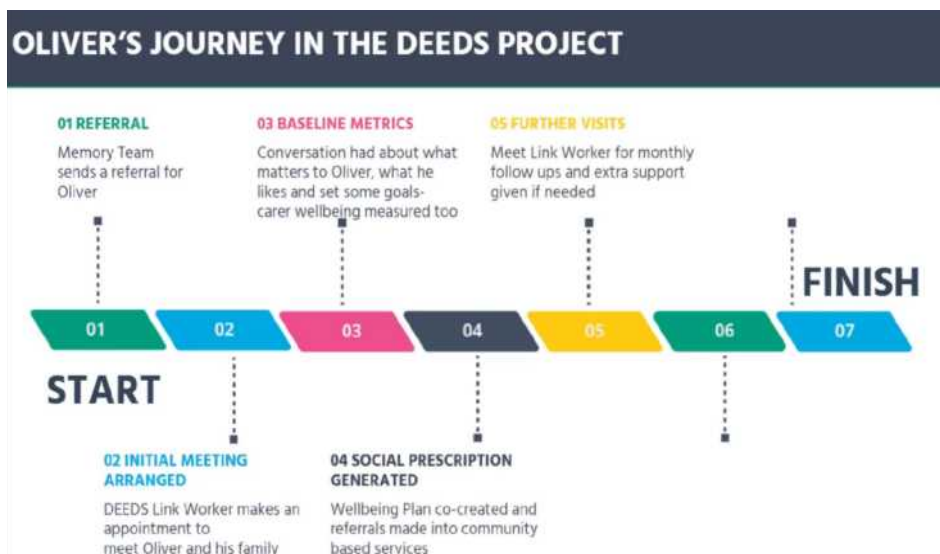 OLIVER'S JOURNEY IN THE DEEDS PROJECT
01 REFERRAL
Memory Team
sends a referral for
Oliver
03 BASELINE METRICS
Conversation had about what
matters to Oliver, what he
likes and set some goals-
carer wellbeing measured too
05 FURTHER VISITS
Meet Link Worker for monthly
follow ups and extra support
given if needed
FINISH
01
02
03
04
05
06
07
START
02 INITIAL MEETING
ARRANGED
DEEDS Link Worker makes an
appointment to
meet Oliver and his family
04 SOCIAL PRESCRIPTION
GENERATED
Wellbeing Plan co-created and
referrals made into community
based services